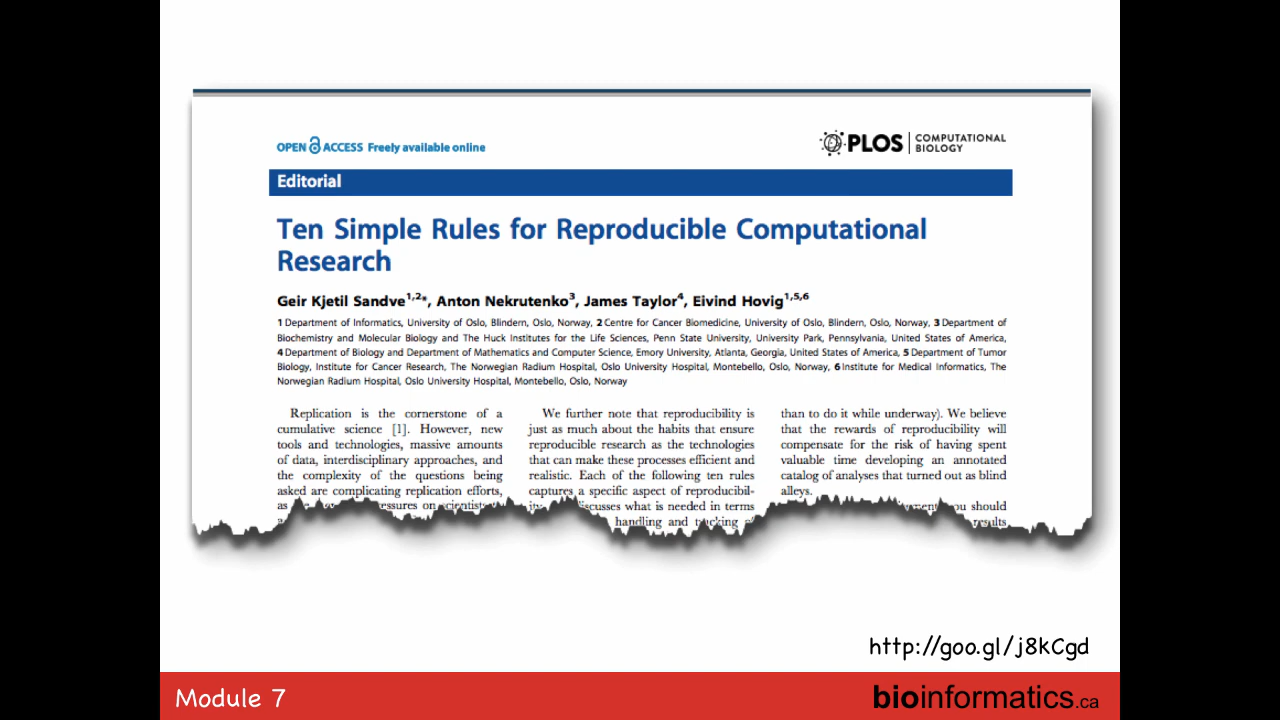 OPEN ACCESS Freely available online
PLOS | COMPUTATIONAL
BIOLOGY
Editorial
Ten Simple Rules for Reproducible Computational
Research
Geir Kjetil Sandve1,2*, Anton Nekrutenko3, James Taylor4, Eivind Hovig1,5,6
1 Department of Informatics, University of Oslo, Blindern, Oslo, Norway, 2 Centre for Cancer Biomedicine, University of Oslo, Blindern, Oslo, Norway, 3 Department of
Biochemistry and Molecular Biology and The Huck Institutes for the Life Sciences, Penn State University, University Park, Pennsylvania, United States of America,
4 Department of Biology and Department of Mathematics and Computer Science, Emory University, Atlanta, Georgia, United States of America, 5 Department of Tumor
Biology, Institute for Cancer Research, The Norwegian Radium Hospital, Oslo University Hospital, Montebello, Oslo, Norway, 6 Institute for Medical Informatics, The
Norwegian Radium Hospital, Oslo University Hospital, Montebello, Oslo, Norway
Replication is the cornerstone of a
cumulative science [1]. However, new
tools and technologies, massive amounts
of data, interdisciplinary approaches, and
the complexity of the questions being
asked are complicating replication efforts,
as
on
We further note that reproducibility is
just as much about the habits that ensure
reproducible research as the technologies
that can make these processes efficient and
realistic. Each of the following ten rules
captures a specific aspect of reproducibil-
what is needed in terms
handling and
than to do it while underway). We believe
that the rewards of reproducibility will
compensate for the risk of having spent
valuable time developing an annotated
catalog of analyses that turned out as blind
alleys.
you should
results
http://goo.gl/j8kCgd
Module 7
bioinformatics.ca